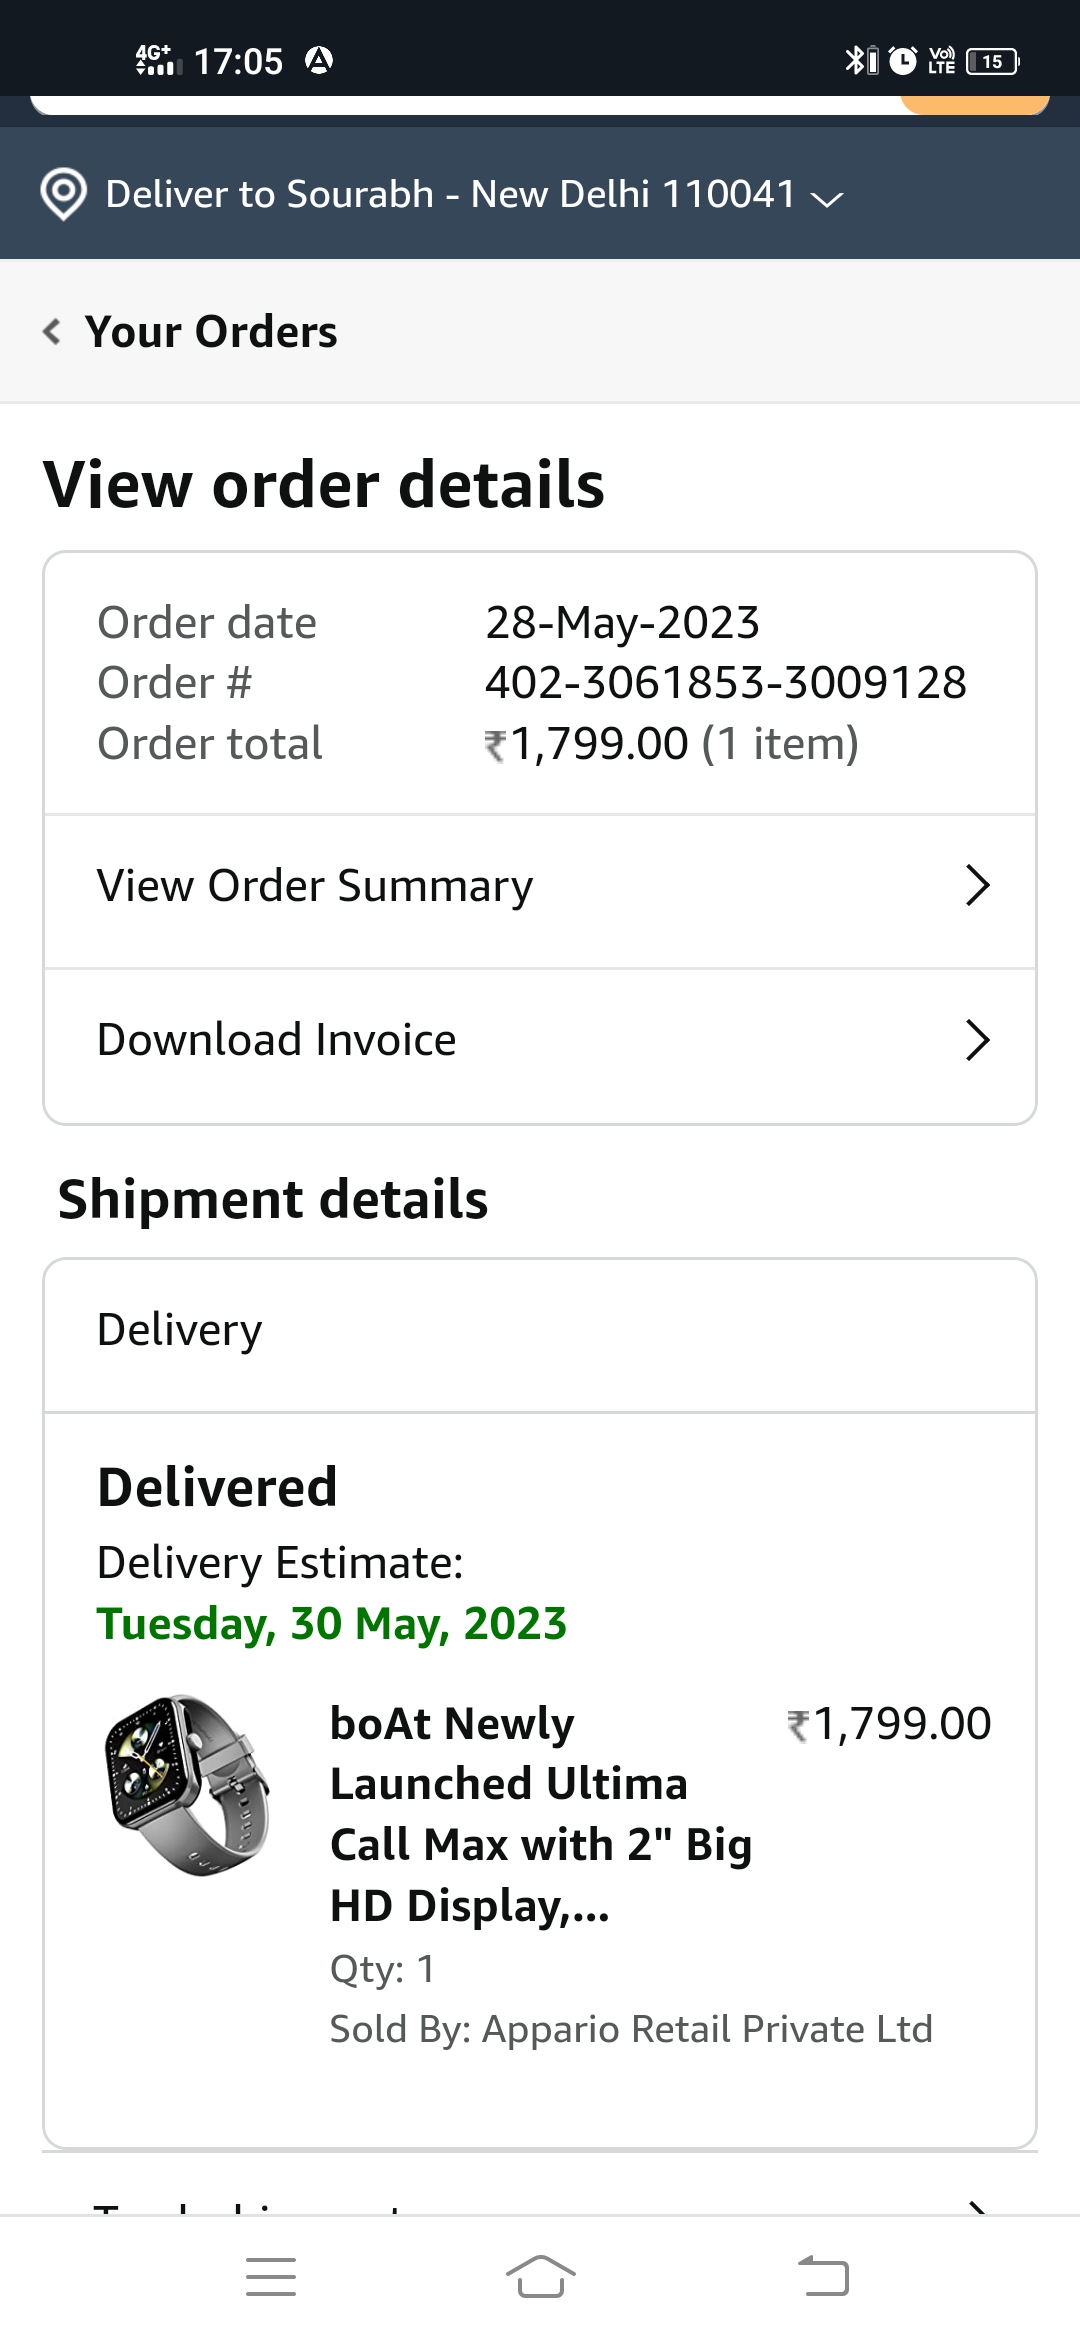 4G+ 17:05 Vo) LTE 15
Deliver to Sourabh - New Delhi 110041
Your Orders
View order details
Order date 28-May-2023
Order # 402-3061853-3009128
Order total ₹1,799.00 (1 item)
View Order Summary
Download Invoice
Shipment details
Delivery
Delivered
Delivery Estimate:
Tuesday, 30 May, 2023
boAt Newly ₹1,799.00
Launched Ultima
Call Max with 2" Big
HD Display,...
Qty: 1
Sold By: Appario Retail Private Ltd